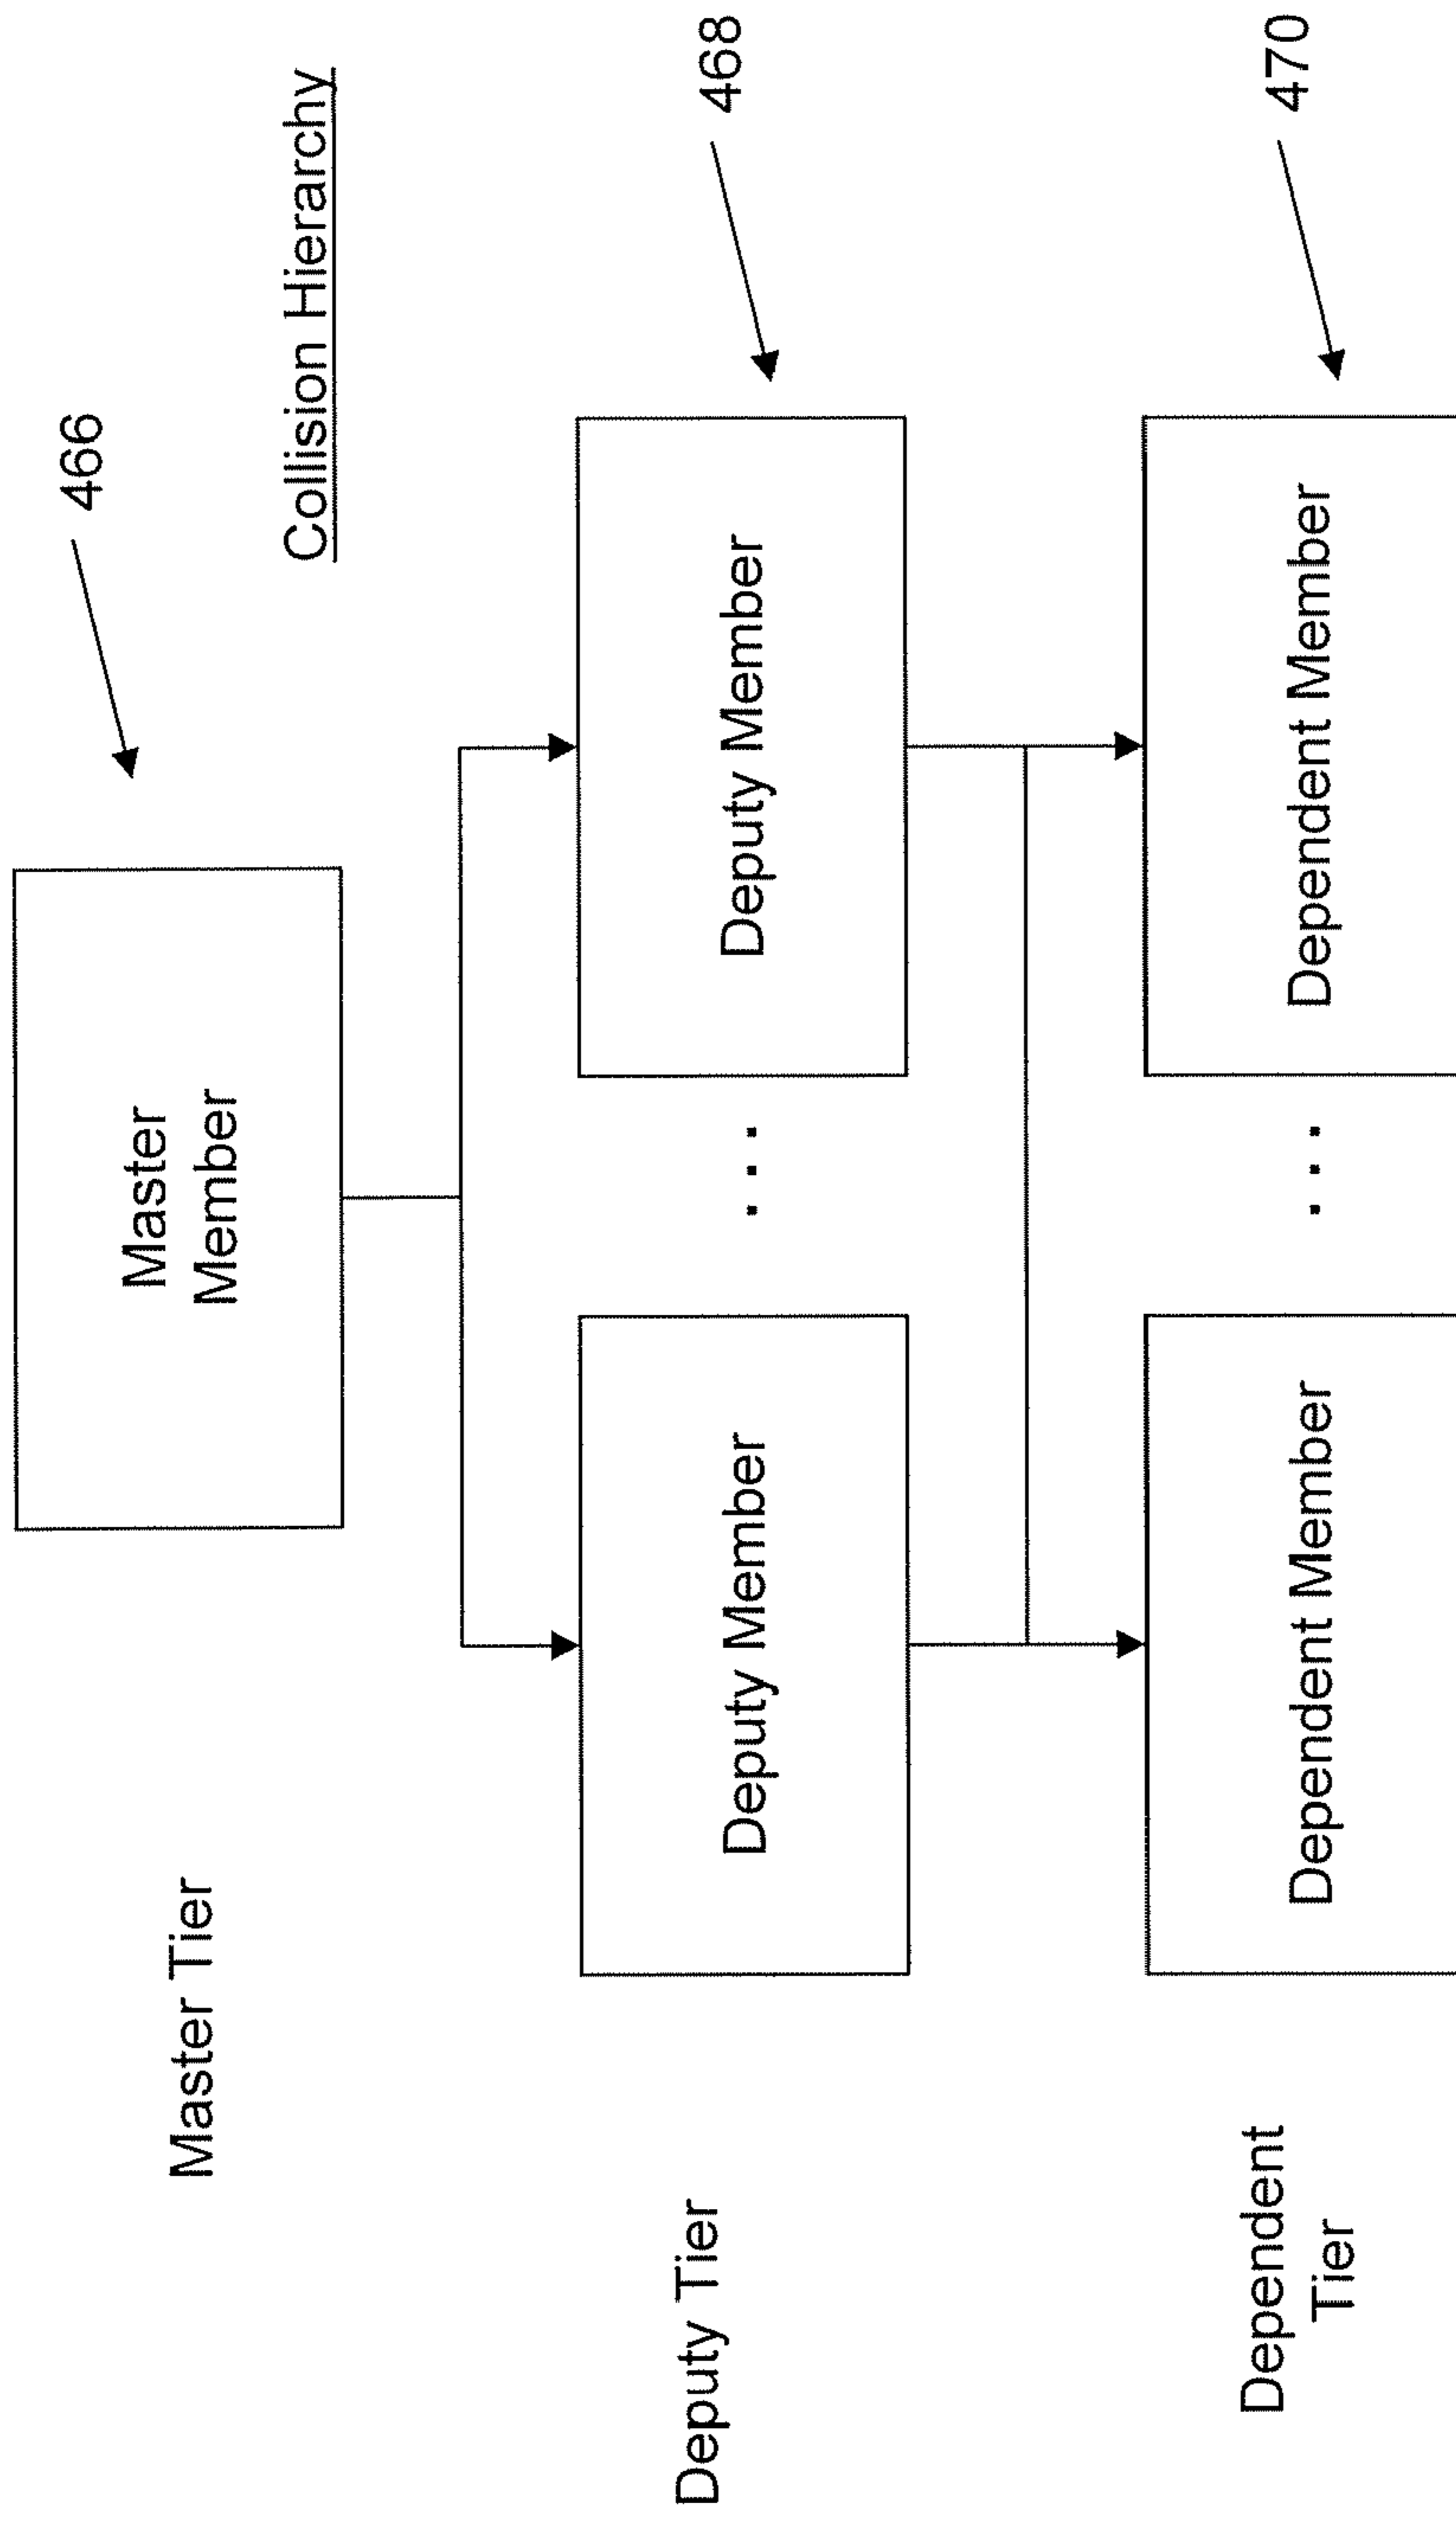 466
Master
Member
Master Tier
Collision Hierarchy
468
Deputy Member
. . .
Deputy Member
Deputy Tier
470
Dependent Member
. . .
Dependent Member
Dependent
Tier